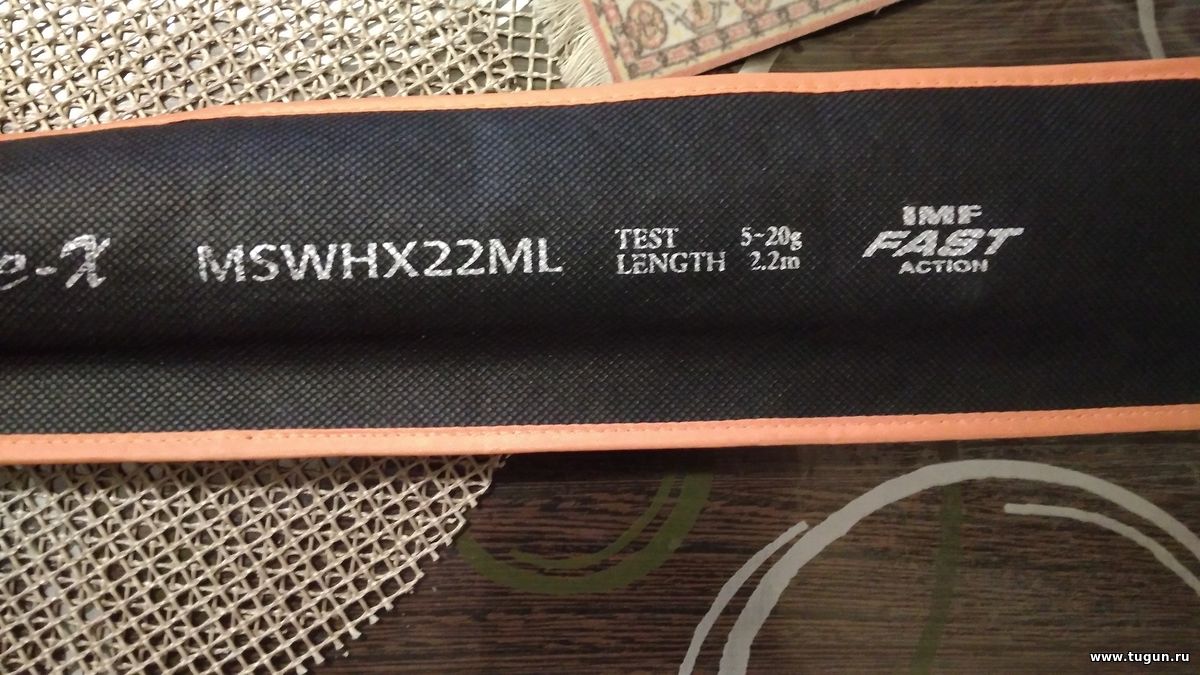 e-X
MSWHX22ML
TEST 5~20g
LENGTH 2.2m
IMF
FAST
ACTION
www.tugun.ru